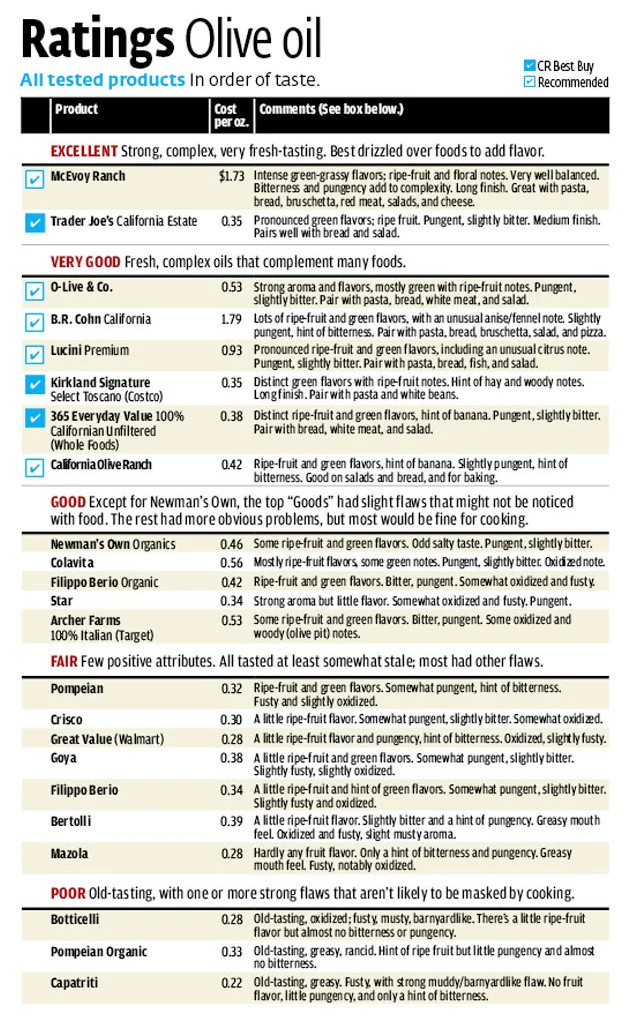 Ratings Olive oil
All tested products In order of taste.
CR Best Buy
Recommended
Product
Cost
per oz.
Comments (See box below.)
EXCELLENT Strong, complex, very fresh-tasting. Best drizzled over foods to add flavor.
McEvoy Ranch $1.73 Intense green-grassy flavors; ripe-fruit and floral notes. Very well balanced.
Bitterness and pungency add to complexity. Long finish. Great with pasta,
bread, bruschetta, red meat, salads, and cheese.
Trader Joe's California Estate 0.35 Pronounced green flavors; ripe fruit. Pungent, slightly bitter. Medium finish.
Pairs well with bread and salad.
VERY GOOD Fresh, complex oils that complement many foods.
O-Live & Co. 0.53 Strong aroma and flavors, mostly green with ripe-fruit notes. Pungent,
slightly bitter. Pair with pasta, bread, white meat, and salad.
B.R. Cohn California 1.79 Lots of ripe-fruit and green flavors, with an unusual anise/fennel note. Slightly
pungent, hint of bitterness. Pair with pasta, bread, bruschetta, salad, and pizza.
Lucini Premium 0.93 Pronounced ripe-fruit and green flavors, including an unusual citrus note.
Pungent, slightly bitter. Pair with pasta, bread, fish, and salad.
Kirkland Signature 0.35 Distinct green flavors with ripe-fruit notes. Hint of hay and woody notes.
Select Toscano (Costco) Long finish. Pair with pasta and white beans.
365 Everyday Value 100% 0.38 Distinct ripe-fruit and green flavors, hint of banana. Pungent, slightly bitter.
Californian Unfiltered Pair with bread, white meat, and salad.
(Whole Foods)
California Olive Ranch 0.42 Ripe-fruit and green flavors, hint of banana. Slightly pungent, hint of
bitterness. Good on salads and bread, and for baking.
GOOD Except for Newman's Own, the top "Goods" had slight flaws that might not be noticed
with food. The rest had more obvious problems, but most would be fine for cooking.
Newman's Own Organics 0.46 Some ripe-fruit and green flavors. Odd salty taste. Pungent, slightly bitter.
Colavita 0.56 Mostly ripe-fruit flavors, some green notes. Pungent, slightly bitter. Oxidized note.
Filippo Berio Organic 0.42 Ripe-fruit and green flavors. Bitter, pungent. Somewhat oxidized and fusty.
Star 0.34 Strong aroma but little flavor. Somewhat oxidized and fusty. Pungent.
Archer Farms 0.53 Some ripe-fruit and green flavors. Bitter, pungent. Some oxidized and
100% Italian (Target) woody (olive pit) notes.
FAIR Few positive attributes. All tasted at least somewhat stale; most had other flaws.
Pompeian 0.32 Ripe-fruit and green flavors. Somewhat pungent, hint of bitterness.
Fusty and slightly oxidized.
Crisco 0.30 A little ripe-fruit flavor. Somewhat pungent, slightly bitter. Somewhat oxidized.
Great Value (Walmart) 0.28 A little ripe-fruit flavor and pungency, hint of bitterness. Oxidized, slightly fusty.
Goya 0.38 A little ripe-fruit and green flavors. Somewhat pungent, slightly bitter.
Slightly fusty, slightly oxidized.
Filippo Berio 0.34 A little ripe-fruit and hint of green flavors. Somewhat pungent, slightly bitter.
Slightly fusty and oxidized.
Bertolli 0.39 A little ripe-fruit flavor. Slightly bitter and a hint of pungency. Greasy mouth
feel. Oxidized and fusty, slight musty aroma.
Mazola 0.28 Hardly any fruit flavor. Only a hint of bitterness and pungency. Greasy
mouth feel. Fusty, notably oxidized.
POOR Old-tasting, with one or more strong flaws that aren't likely to be masked by cooking.
Botticelli 0.28 Old-tasting, oxidized; fusty, musty, barnyardlike. There's a little ripe-fruit
flavor but almost no bitterness or pungency.
Pompeian Organic 0.33 Old-tasting, greasy, rancid. Hint of ripe fruit but little pungency and almost
no bitterness.
Capatriti 0.22 Old-tasting, greasy. Fusty, with strong muddy/barnyardlike flaw. No fruit
flavor, little pungency, and only a hint of bitterness.